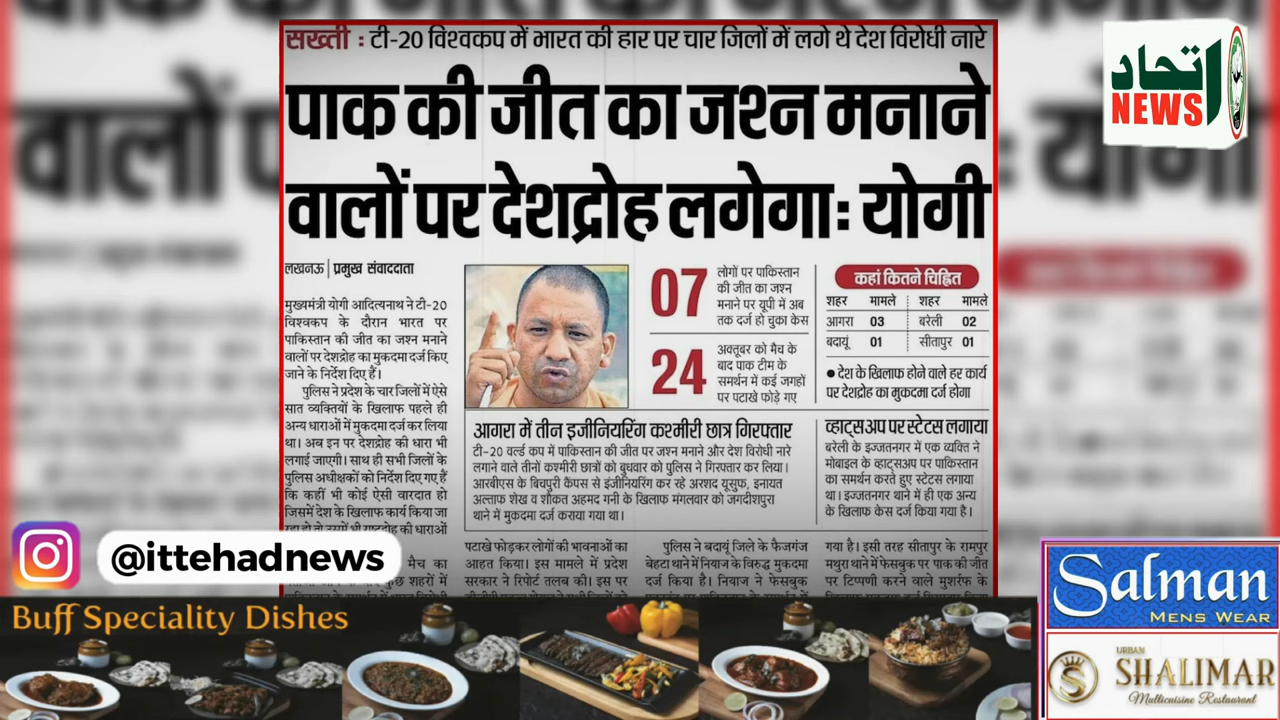 सख्ती : टी-20 विश्वकप में भारत की हार पर चार जिलों में लगे थे देश विरोधी नारे
पाक की जीत का जश्न मनाने
वालों पर देशद्रोह लगेगाः योगी
लखनऊ | प्रमुख संवाददाता
मुख्यमंत्री योगी आदित्यनाथ ने टी-20
विश्वकप के दौरान भारत पर
पाकिस्तान की जीत का जश्न मनाने
वालों पर देशद्रोह का मुकदमा दर्ज किए
जाने के निर्देश दिए हैं।
पुलिस ने प्रदेश के चार जिलों में ऐसे
सात व्यक्तियों के खिलाफ पहले ही
अन्य धाराओं में मुकदमा दर्ज कर लिया
था। अब इन पर देशद्रोह की धारा भी
लगाई जाएगी। साथ ही सभी जिलों के
पुलिस अधीक्षकों को निर्देश दिए गए हैं
कि कहीं भी कोई ऐसी वारदात हो
जिसमें देश के खिलाफ कार्य किया जा
07
लोगों पर पाकिस्तान
की जीत का जश्न
मनाने पर यूपी में अब
तक दर्ज हो चुका केस
24
अक्तूबर को मैच के
बाद पाक टीम के
समर्थन में कई जगहों
पर पटाखे फोड़े गए
कहां कितने चिह्नित
शहर मामले शहर मामले
आगरा 03 बरेली 02
बदायूं 01 सीतापुर 01
● देश के खिलाफ होने वाले हर कार्य
पर देशद्रोह का मुकदमा दर्ज होगा
आगरा में तीन इजीनियरिंग कश्मीरी छात्र गिरफ्तार
टी-20 वर्ल्ड कप में पाकिस्तान की जीत पर जश्न मनाने और देश विरोधी नारे
लगाने वाले तीनों कश्मीरी छात्रों को बुधवार को पुलिस ने गिरफ्तार कर लिया।
आरबीएस के बिचपुरी कैंपस से इंजीनियरिंग कर रहे अरशद यूसुफ, इनायत
अल्ताफ शेख व शौकत अहमद गनी के खिलाफ मंगलवार को जगदीशपुरा
थाने में मुकदमा दर्ज कराया गया था।
व्हाट्सअप पर स्टेटस लगाया
बरेली के इज्जतनगर में एक व्यक्ति ने
मोबाइल के व्हाट्सअप पर पाकिस्तान
का समर्थन करते हुए स्टेटस लगाया
था। इज्जतनगर थाने में ही एक अन्य
के खिलाफ केस दर्ज किया गया है।
मैच का
पटाखे फोड़कर लोगों की भावनाओं का
आहत किया। इस मामले में प्रदेश
सरकार ने रिपोर्ट तलब की। इस पर
पुलिस ने बदायूं जिले के फैजगंज
बेहटा थाने में नियाज के विरुद्ध मुकदमा
दर्ज किया है। नियाज ने फेसबुक
गया है। इसी तरह सीतापुर के रामपुर
मथुरा थाने में फेसबुक पर पाक की जीत
पर टिप्पणी करने वाले मुशर्रफ के
اتحاد
NEWS
@ittehadnews
Buff Speciality Dishes
Salman
MENS WEAR
URBAN
SHALIMAR
Multicuisine Restaurant